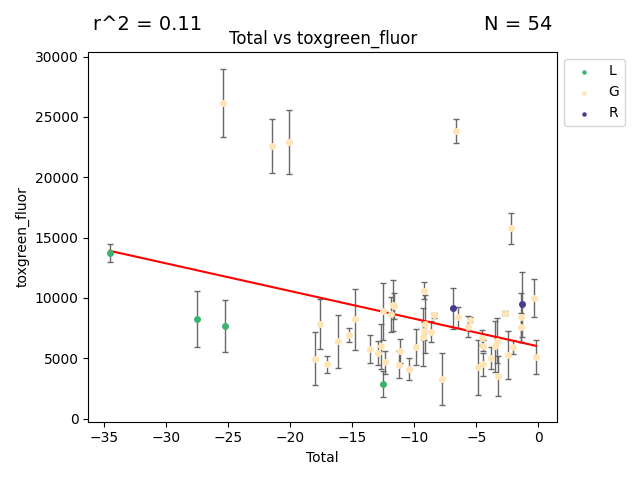 r^2 = 0.11
N = 54
Total vs toxgreen_fluor
30000
25000
20000
15000
10000
5000
0
toxgreen_fluor
−35 −30 −25 −20 −15 −10 −5 0
Total
L
G
R